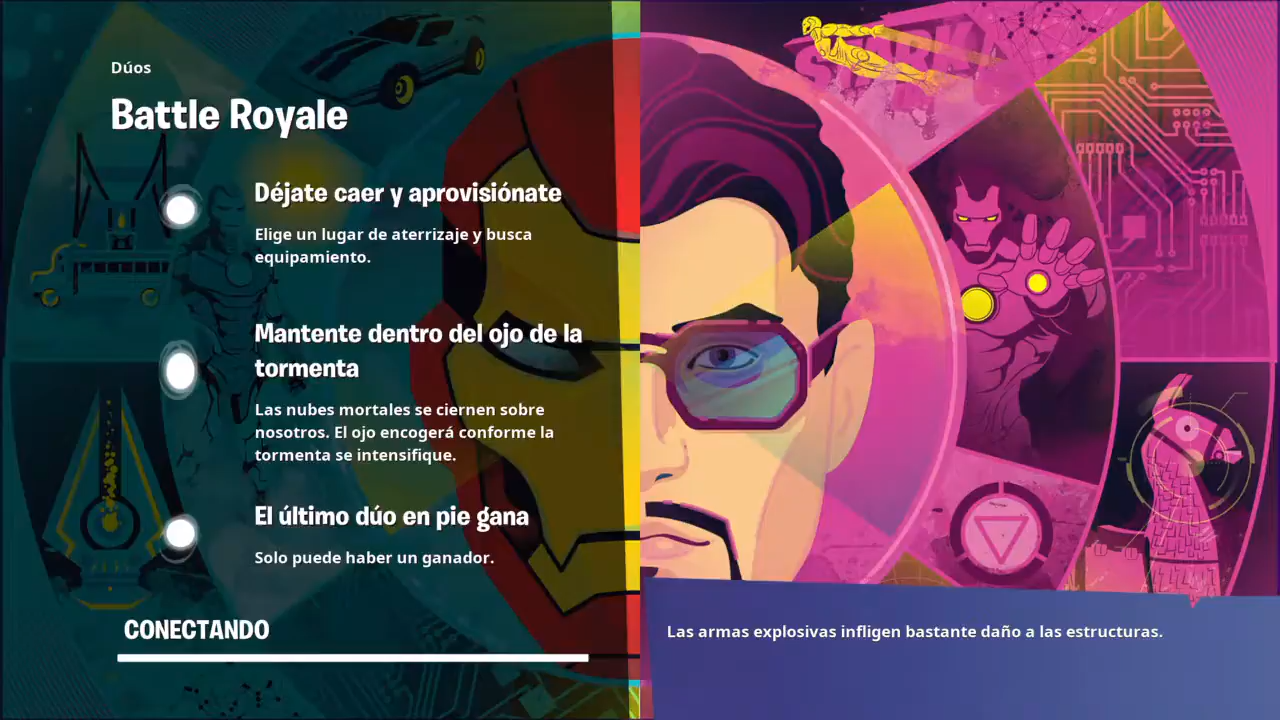 Dúos
Battle Royale
Déjate caer y aprovisiónate
Elige un lugar de aterrizaje y busca
equipamiento.
Mantente dentro del ojo de la
tormenta
Las nubes mortales se ciernen sobre
nosotros. El ojo encogerá conforme la
tormenta se intensifique.
El último dúo en pie gana
Solo puede haber un ganador.
CONECTANDO
STARK
Las armas explosivas infligen bastante daño a las estructuras.